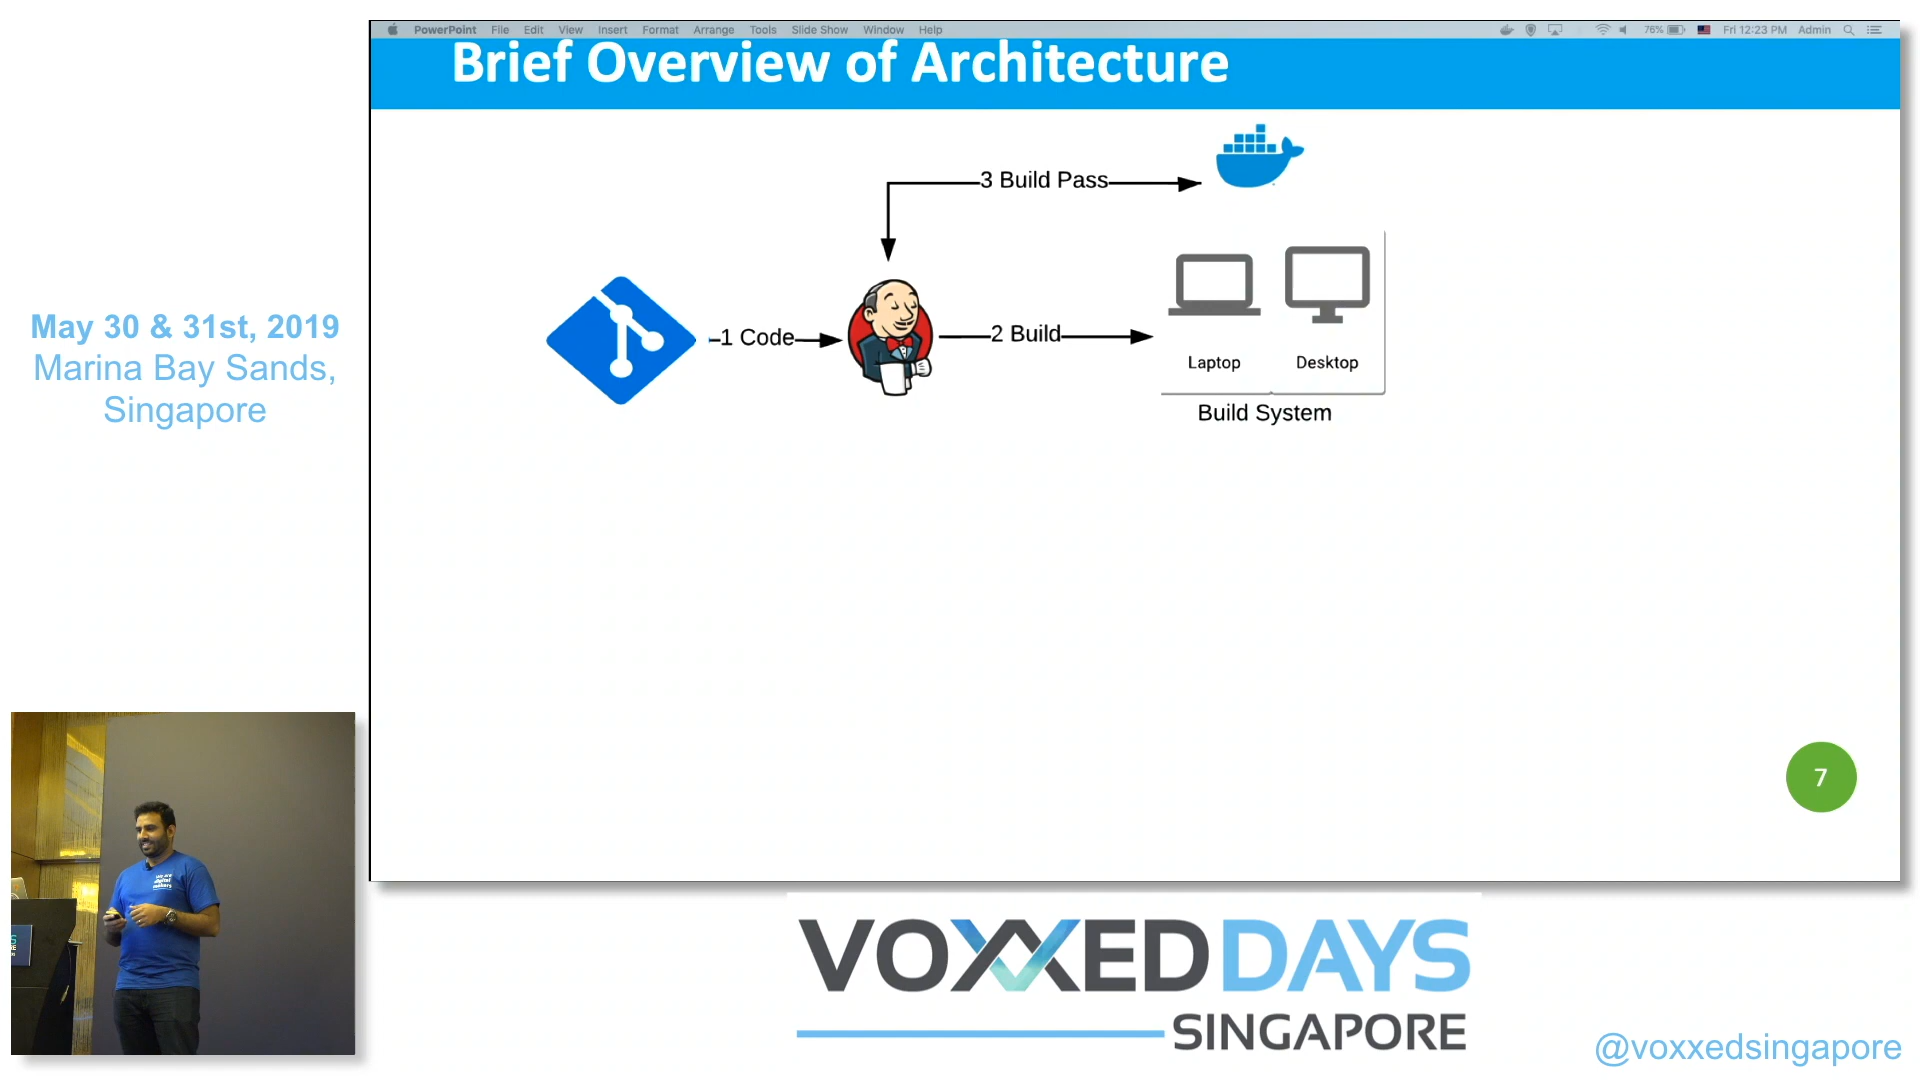 PowerPoint File Edit View Insert Format Arrange Tools Slide Show Window Help 76% Fri 12:23 PM Admin
Brief Overview of Architecture
3 Build Pass
1 Code
2 Build
Laptop Desktop
Build System
7
May 30 & 31st, 2019
Marina Bay Sands,
Singapore
VOXXED DAYS
SINGAPORE
@voxxedsingapore